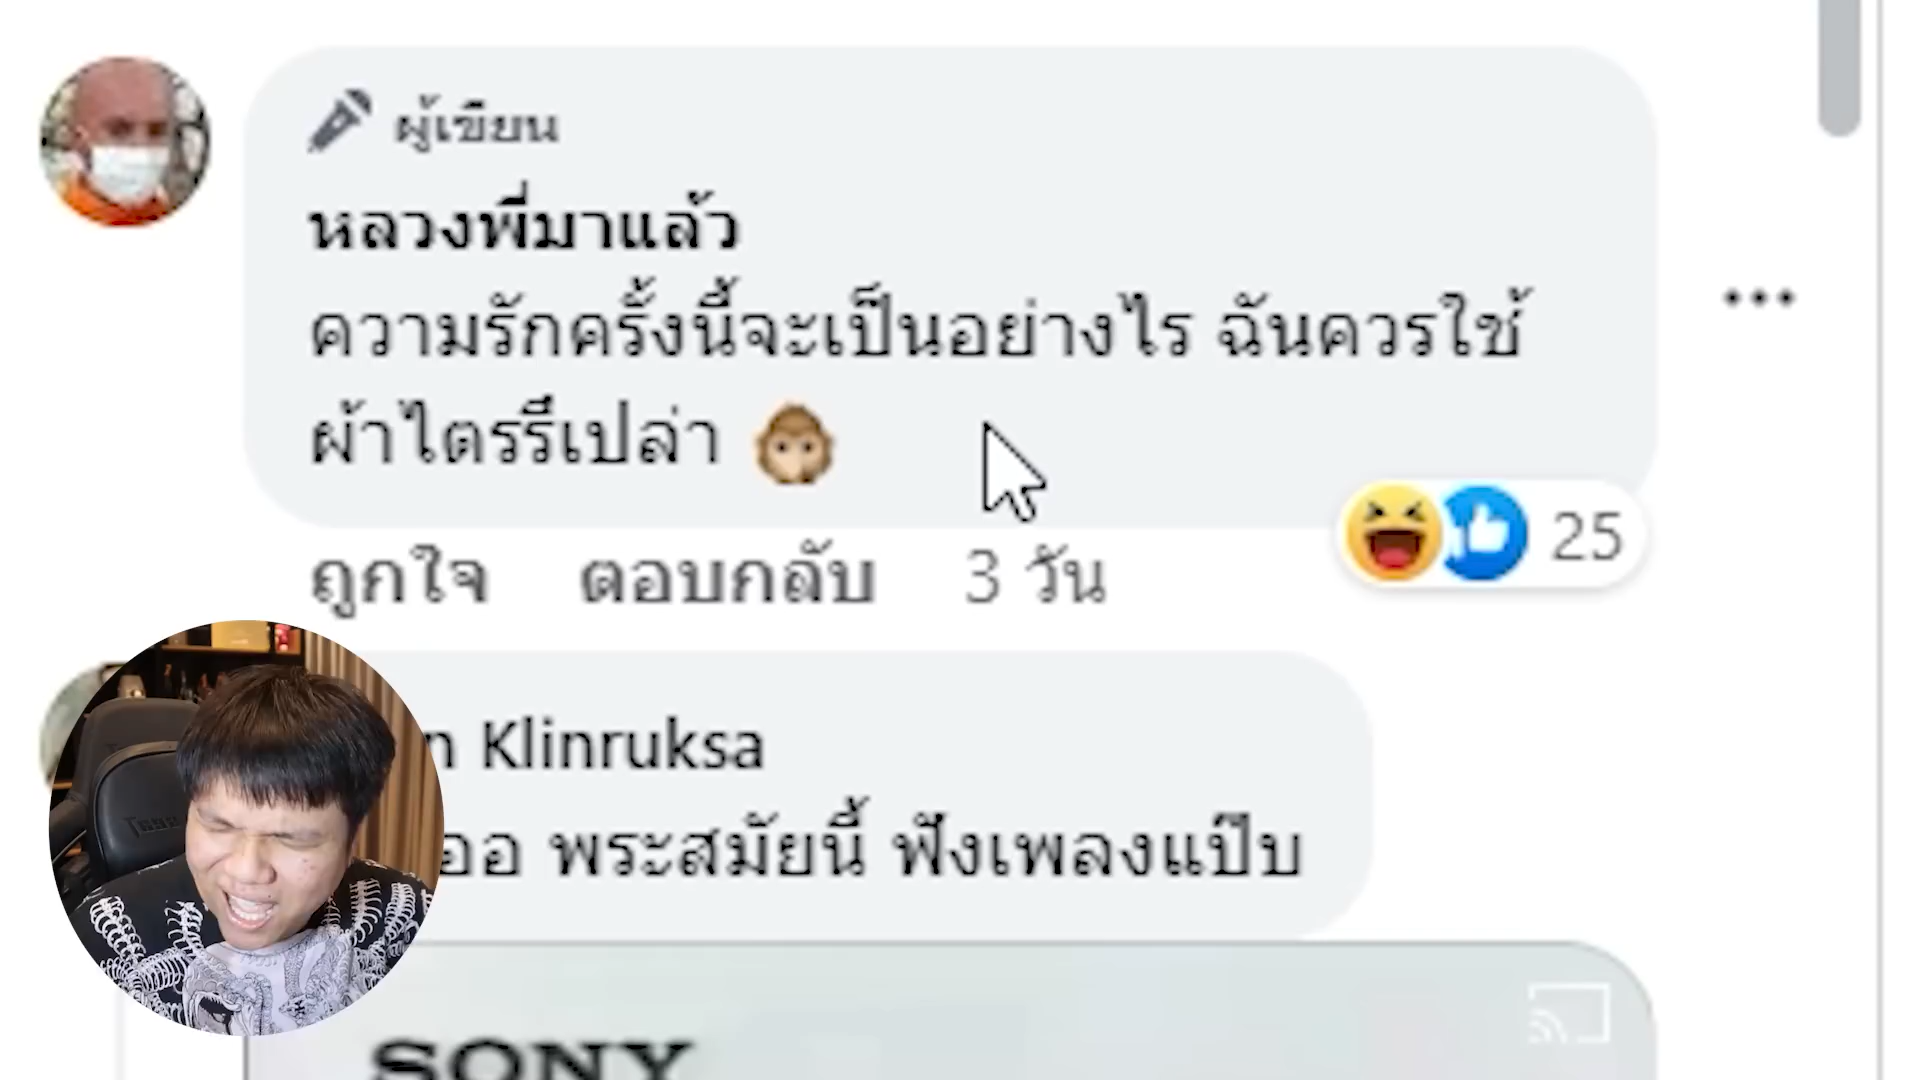 ผู้เขียน
หลวงพี่มาแล้ว
ความรักครั้งนี้จะเป็นอย่างไร ฉันควรใช้
ผ้าไตรรึเปล่า
25
ถูกใจ ตอบกลับ 3 วัน
n Klinruksa
ออ พระสมัยนี้ ฟังเพลงแป๊บ
SONY